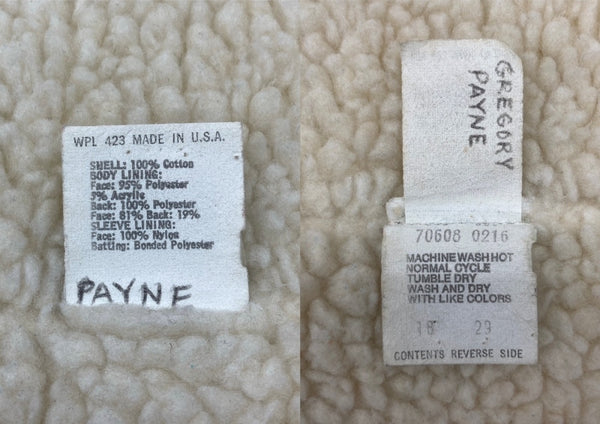 WPL 423 MADE IN U.S.A.
SHELL: 100% Cotton
BODY LINING:
Face: 95% Polyester
5% Acrylic
Back: 100% Polyester
Face: 81% Back: 19%
SLEEVE LINING:
Face: 100% Nylon
Batting: Bonded Polyester
PAYNE
GREGORY
PAYNE
70608 0216
MACHINE WASH HOT
NORMAL CYCLE
TUMBLE DRY
WASH AND DRY
WITH LIKE COLORS
16 29
CONTENTS REVERSE SIDE